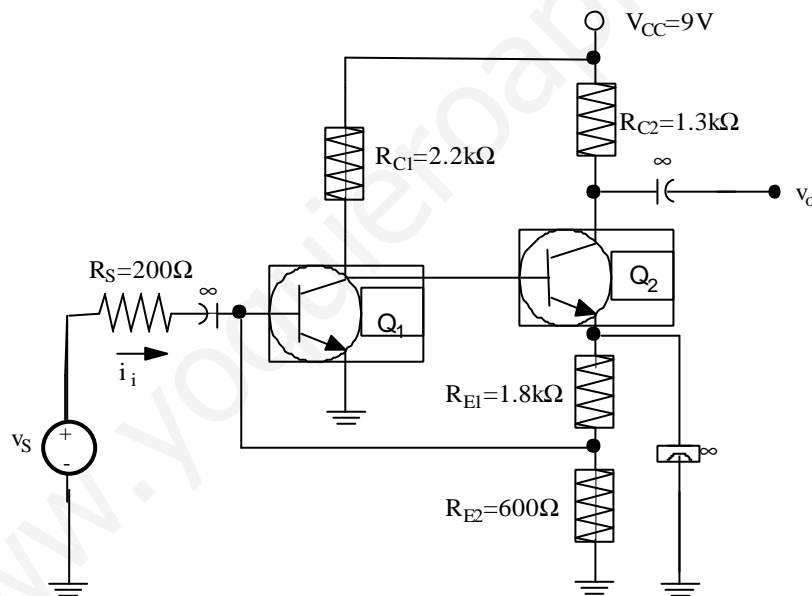 V_CC=9V
R_C2=1.3kΩ
R_C1=2.2kΩ
∞
v_o
R_S=200Ω
∞
Q_1
Q_2
i_i
R_E1=1.8kΩ
v_S
+
-
∞
R_E2=600Ω